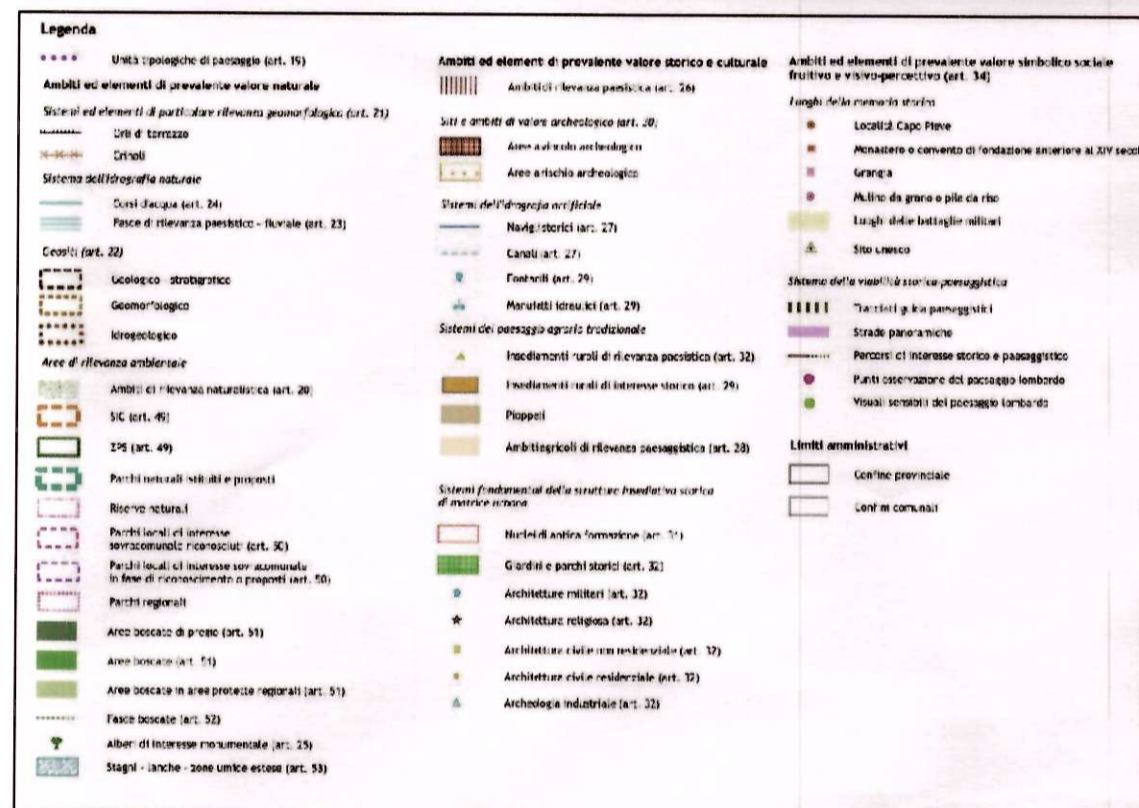 Legenda
Unità tipologiche di paesaggio (art. 19)
Ambiti ed elementi di prevalente valore naturale
Sistemi ed elementi di particolare rilevanza geomorfologica (art. 21)
Orli di terrazzo
Crinali
Sistema dell'idrografia naturale
Corsi d'acqua (art. 24)
Fasce di rilevanza paesistico - fluviale (art. 23)
Geositi (art. 22)
Geologico - stratigrafico
Geomorfologico
Idrogeologico
Aree di rilevanza ambientale
Ambiti di rilevanza naturalistica (art. 20)
SIC (art. 49)
ZPS (art. 49)
Parchi naturali istituiti e proposti
Riserve naturali
Parchi locali di interesse
sovracomunale riconosciuti (art. 50)
Parchi locali di interesse sovracomunale
in fase di riconoscimento o proposti (art. 50)
Parchi regionali
Aree boscate di pregio (art. 51)
Aree boscate (art. 51)
Aree boscate in aree protette regionali (art. 51)
Fasce boscate (art. 52)
Alberi di interesse monumentale (art. 25)
Stagni - lanche - zone umide estese (art. 53)
Ambiti ed elementi di prevalente valore storico e culturale
Ambiti di rilevanza paesistica (art. 26)
Siti e ambiti di valore archeologico (art. 30)
Aree a vincolo archeologico
Aree a rischio archeologico
Sistemi dell'idrografia artificiale
Navigli storici (art. 27)
Canali (art. 27)
Fontanili (art. 29)
Manufatti idraulici (art. 29)
Sistemi del paesaggio agrario tradizionale
Insediamenti rurali di rilevanza paesistica (art. 32)
Insediamenti rurali di interesse storico (art. 29)
Pioppeti
Ambiti agricoli di rilevanza paesaggistica (art. 28)
Sistemi fondamentali della struttura insediativa storica
di matrice urbana
Nuclei di antica formazione (art. 31)
Giardini e parchi storici (art. 32)
Architetture militari (art. 32)
Architettura religiosa (art. 32)
Architettura civile non residenziale (art. 32)
Architettura civile residenziale (art. 32)
Archeologia industriale (art. 32)
Ambiti ed elementi di prevalente valore simbolico sociale
fruitivo e visivo-percettivo (art. 34)
Luoghi della memoria storica
Località Capo Pieve
Monastero o convento di fondazione anteriore al XIV seco
Grangia
Mulino da grano o pila da riso
Luoghi delle battaglie militari
Sito Unesco
Sistema della viabilità storica-paesaggistica
Tracciati guida paesaggistici
Strade panoramiche
Percorsi di interesse storico e paesaggistico
Punti osservazione del paesaggio lombardo
Visuali sensibili del paesaggio lombardo
Limiti amministrativi
Confine provinciale
Confini comunali